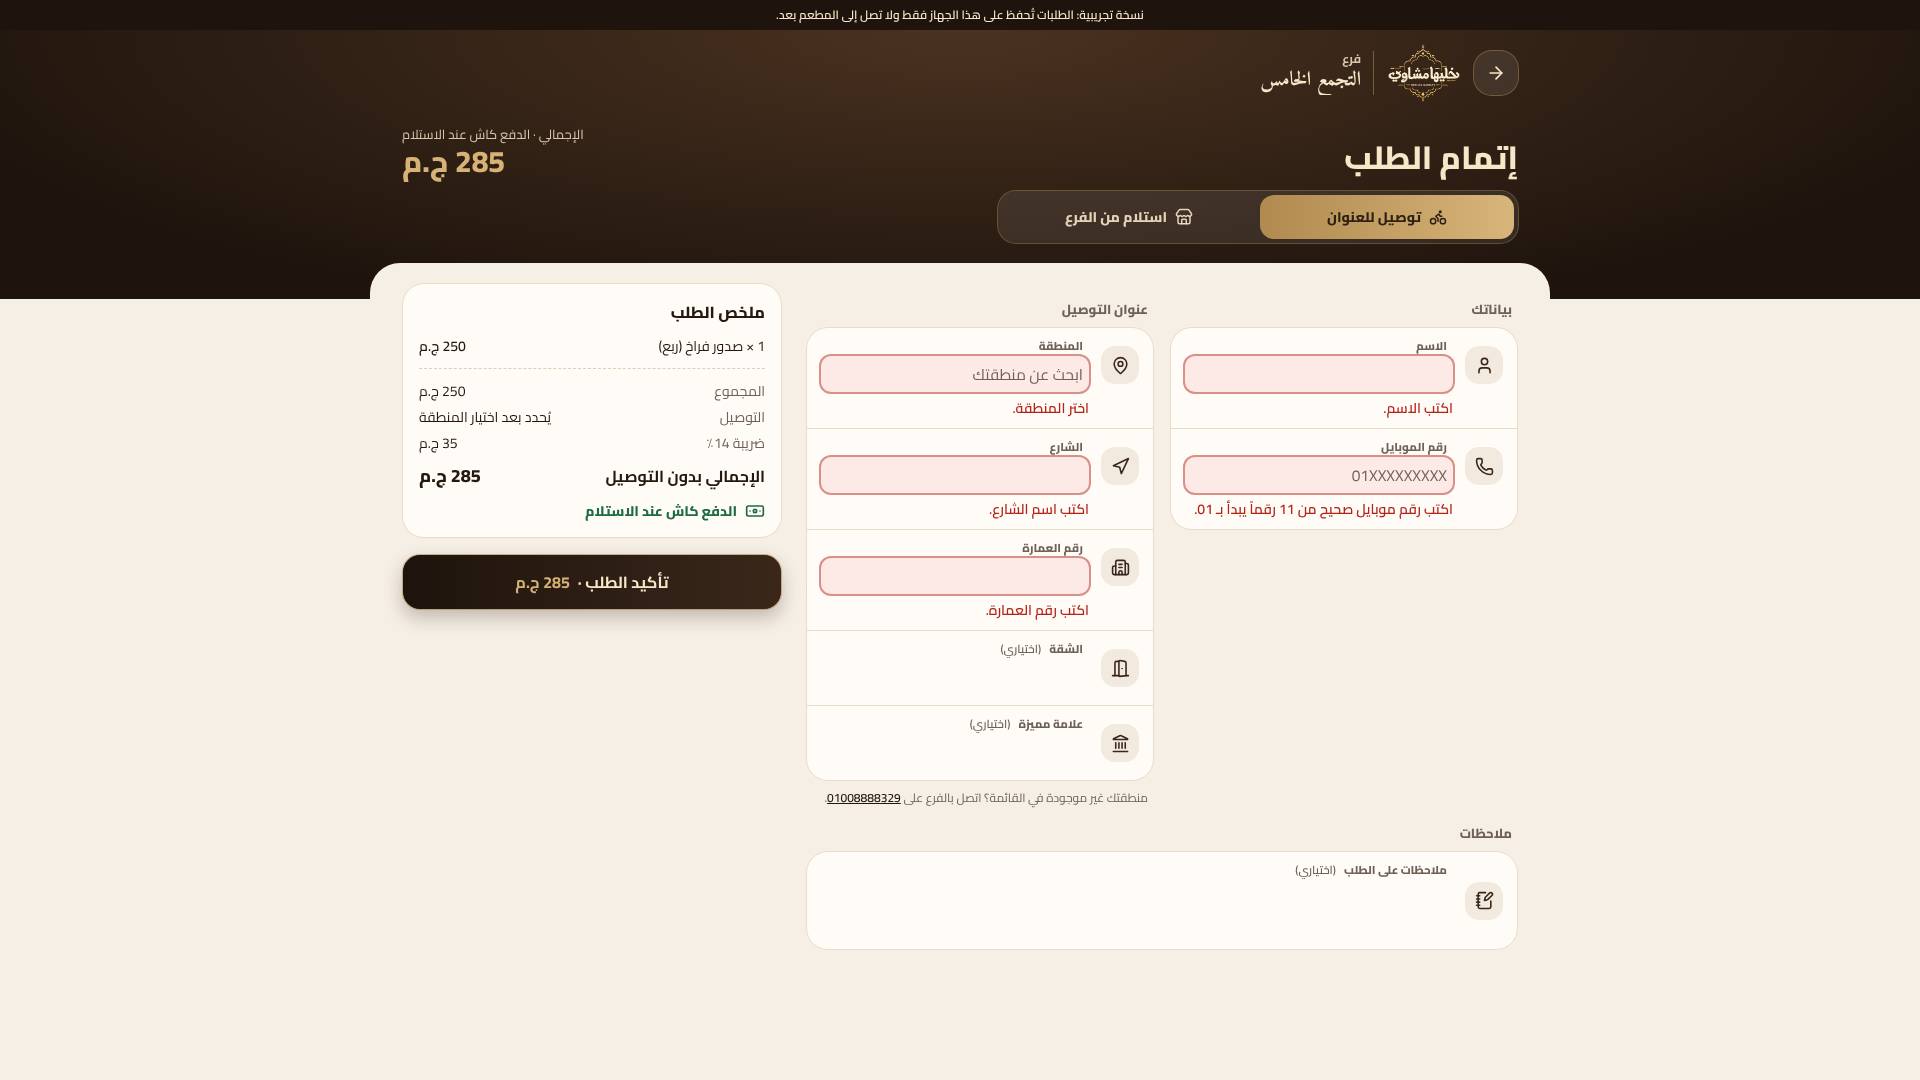 نسخة تجريبية: الطلبات تُحفظ على هذا الجهاز فقط ولا تصل إلى المطعم بعد.
خليها مشاوي
فرع
التجمع الخامس
إتمام الطلب
الإجمالي · الدفع كاش عند الاستلام
285 ج.م
توصيل للعنوان
استلام من الفرع
بياناتك
الاسم
اكتب الاسم.
رقم الموبايل
01XXXXXXXXX
اكتب رقم موبايل صحيح من 11 رقماً يبدأ بـ 01.
عنوان التوصيل
المنطقة
ابحث عن منطقتك
اختر المنطقة.
الشارع
اكتب اسم الشارع.
رقم العمارة
اكتب رقم العمارة.
الشقة (اختياري)
علامة مميزة (اختياري)
منطقتك غير موجودة في القائمة؟ اتصل بالفرع على 01008888329.
ملاحظات
ملاحظات على الطلب (اختياري)
ملخص الطلب
1 × صدور فراخ (ربع) 250 ج.م
المجموع 250 ج.م
التوصيل يُحدد بعد اختيار المنطقة
ضريبة 14٪ 35 ج.م
الإجمالي بدون التوصيل 285 ج.م
الدفع كاش عند الاستلام
تأكيد الطلب · 285 ج.م